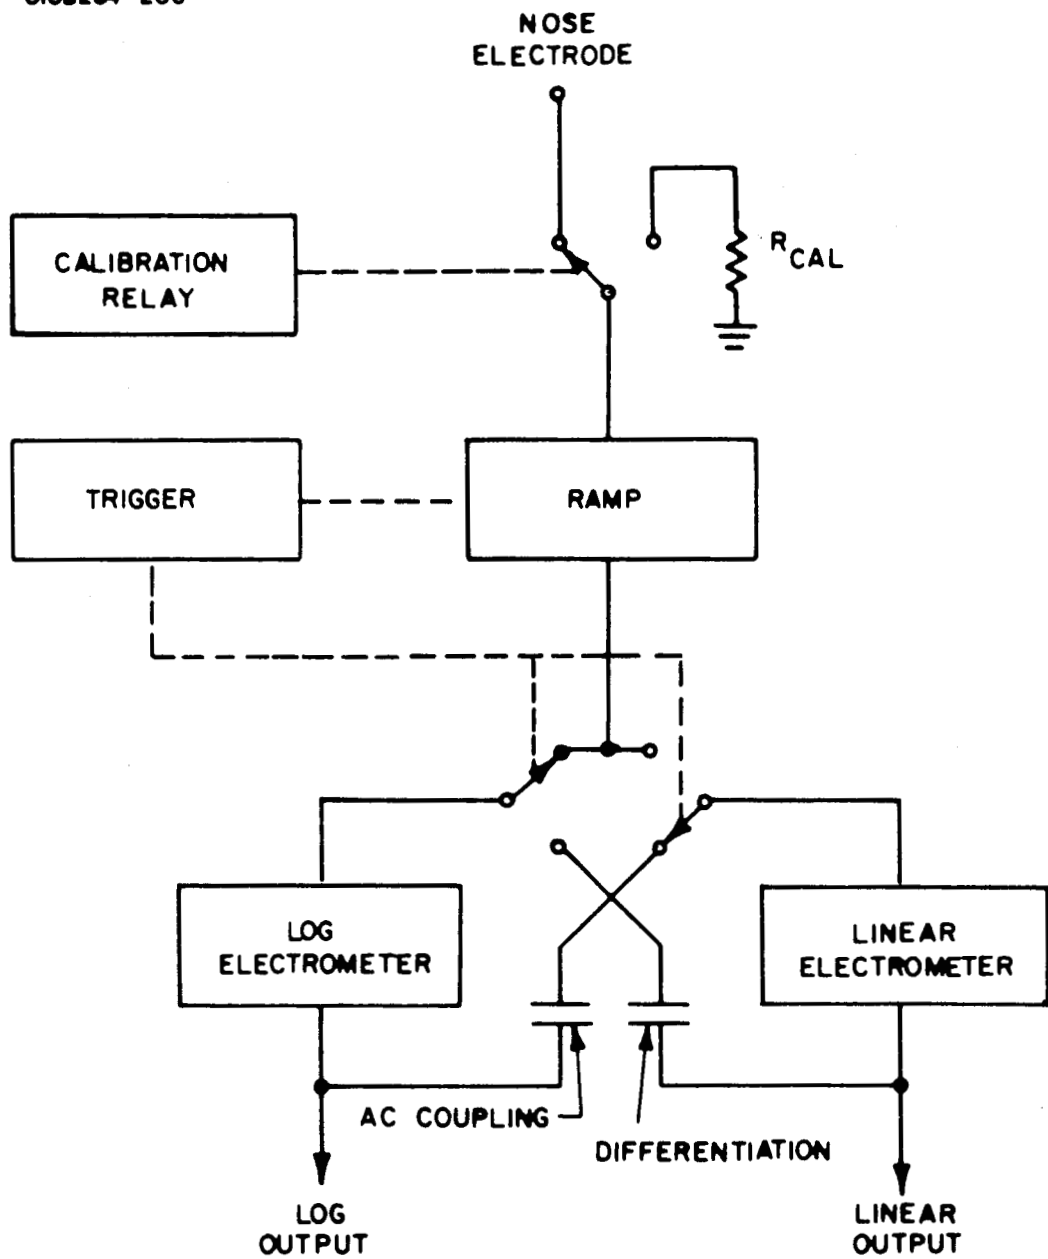 NOSE
ELECTRODE
R CAL
CALIBRATION
RELAY
TRIGGER
RAMP
LOG
ELECTROMETER
LINEAR
ELECTROMETER
AC COUPLING
DIFFERENTIATION
LOG
OUTPUT
LINEAR
OUTPUT